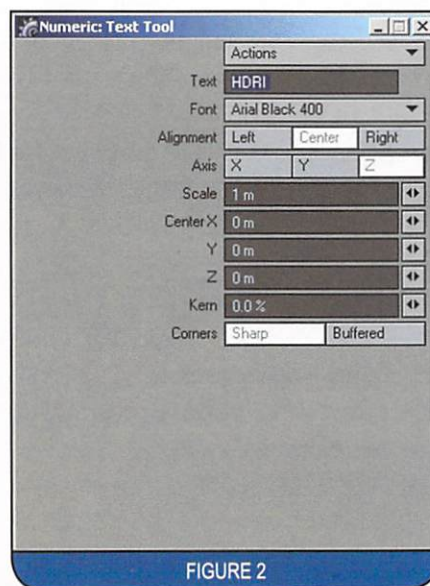 Numeric: Text Tool
Actions
Text HDRI
Font Arial Black 400
Alignment Left Center Right
Axis X Y Z
Scale 1 m
Center X 0 m
Y 0 m
Z 0 m
Kern 0.0 %
Corners Sharp Buffered
FIGURE 2